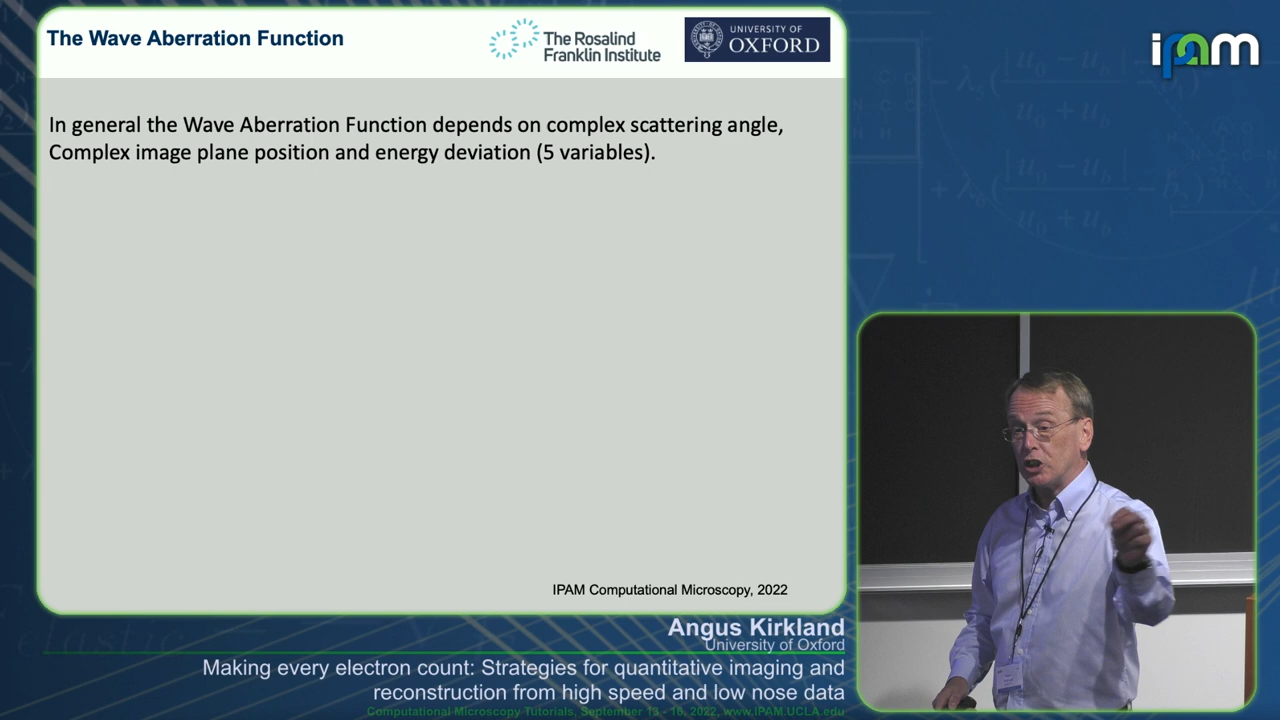 The Wave Aberration Function
The Rosalind
Franklin Institute
UNIVERSITY OF
OXFORD
ipam
In general the Wave Aberration Function depends on complex scattering angle,
Complex image plane position and energy deviation (5 variables).
IPAM Computational Microscopy, 2022
Angus Kirkland
University of Oxford
Making every electron count: Strategies for quantitative imaging and
reconstruction from high speed and low nose data
Computational Microscopy Tutorials, September 13 - 16, 2022, www.IPAM.UCLA.edu